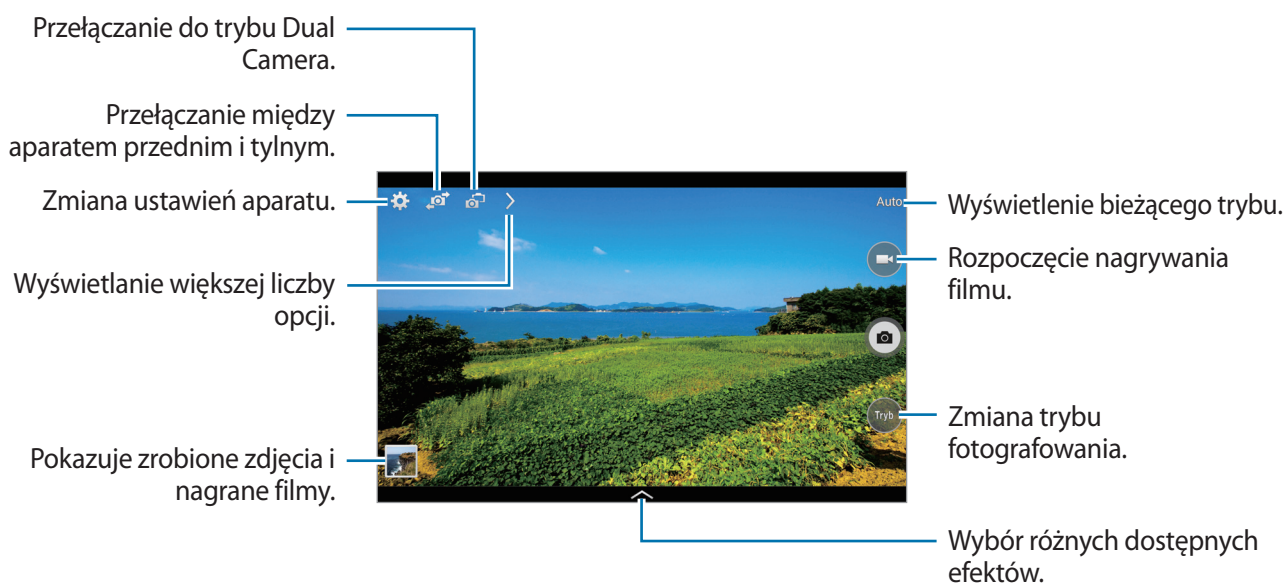 Przełączanie do trybu Dual
Camera.
Przełączanie między
aparatem przednim i tylnym.
Zmiana ustawień aparatu.
Wyświetlanie większej liczby
opcji.
Pokazuje zrobione zdjęcia i
nagrane filmy.
Auto
Tryb
Wyświetlenie bieżącego trybu.
Rozpoczęcie nagrywania
filmu.
Zmiana trybu
fotografowania.
Wybór różnych dostępnych
efektów.